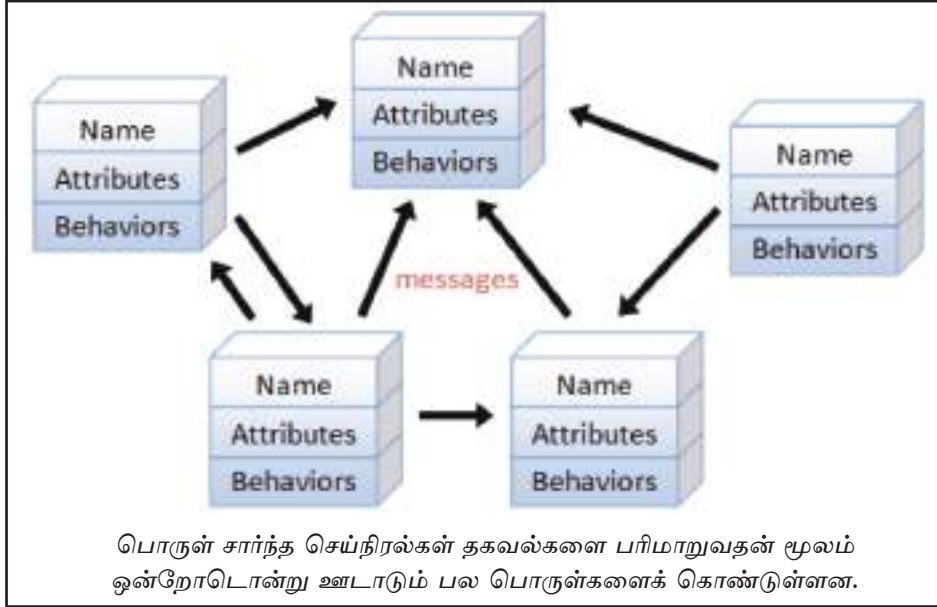 Name
Attributes
Behaviors
Name
Attributes
Behaviors
Name
Attributes
Behaviors
messages
Name
Attributes
Behaviors
Name
Attributes
Behaviors
பொருள் சார்ந்த செய்நிரல்கள் தகவல்களை பரிமாறுவதன் மூலம்
ஒன்றோடொன்று ஊடாடும் பல பொருள்களைக் கொண்டுள்ளன.